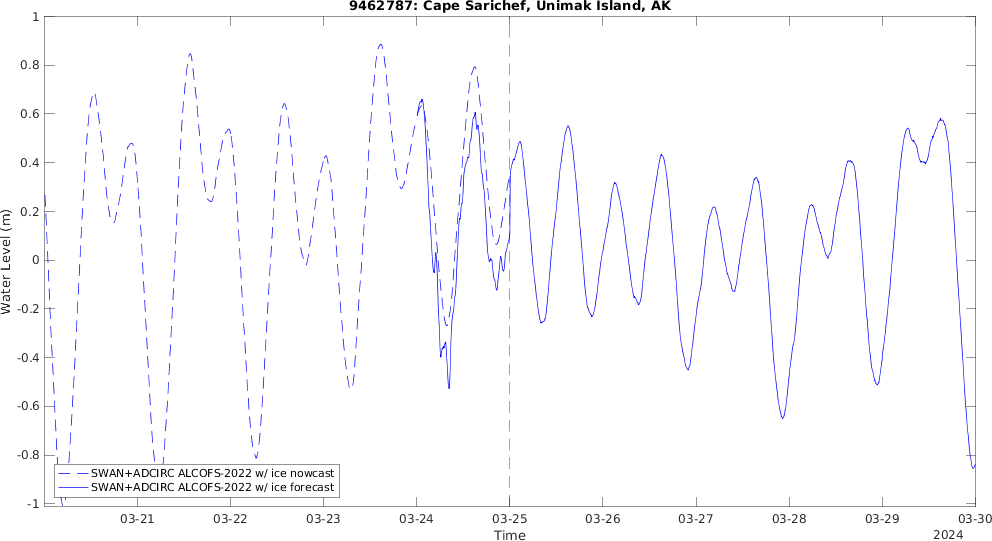 9462787: Cape Sarichef, Unimak Island, AK
Water Level (m)
1
0.8
0.6
0.4
0.2
0
-0.2
-0.4
-0.6
-0.8
-1
SWAN+ADCIRC ALCOFS-2022 w/ ice nowcast
SWAN+ADCIRC ALCOFS-2022 w/ ice forecast
03-21 03-22 03-23 03-24 03-25 03-26 03-27 03-28 03-29 03-30
Time
2024